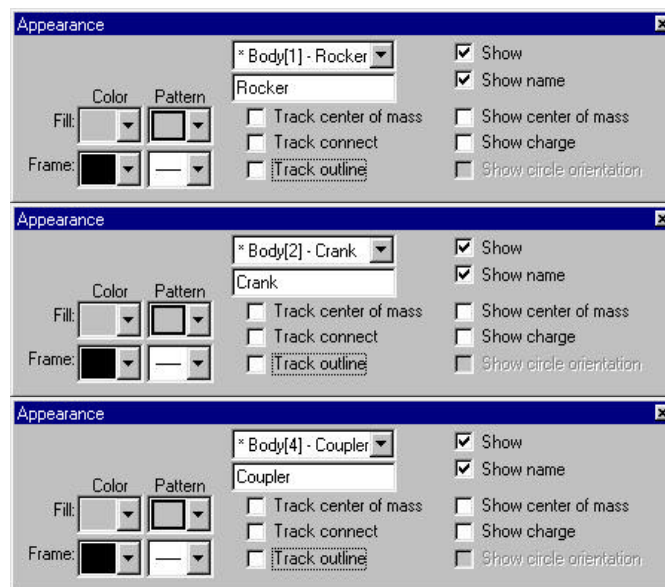 Appearance
* Body[1] - Rocker
Show
Rocker
Show name
Color Pattern
Fill:
Track center of mass
Show center of mass
Track connect
Show charge
Frame:
Track outline
Show circle orientation
Appearance
* Body[2] - Crank
Show
Crank
Show name
Color Pattern
Fill:
Track center of mass
Show center of mass
Track connect
Show charge
Frame:
Track outline
Show circle orientation
Appearance
* Body[4] - Coupler
Show
Coupler
Show name
Color Pattern
Fill:
Track center of mass
Show center of mass
Track connect
Show charge
Frame:
Track outline
Show circle orientation